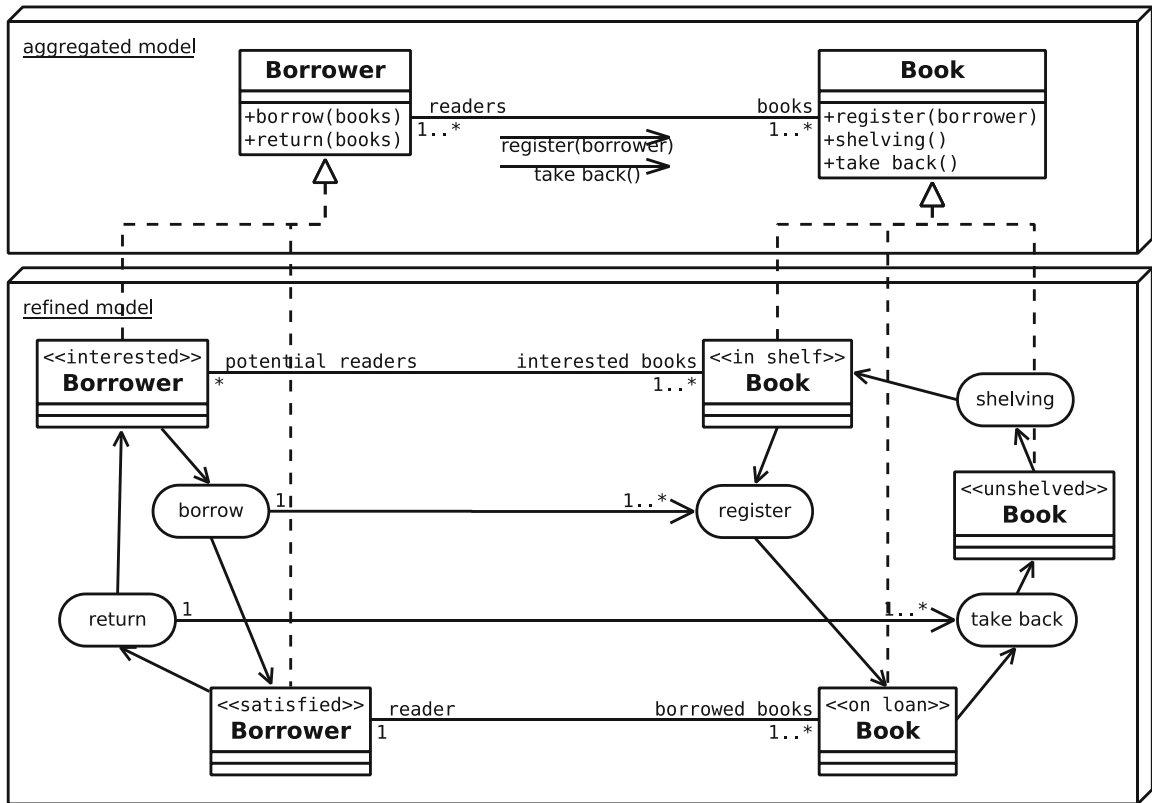 aggregated model
Borrower
+borrow(books)
+return(books)
readers
1..*
books
1..*
register(borrower)
take back()
Book
+register(borrower)
+shelving()
+take back()
refined model
<<interested>>
Borrower
potential readers
*
interested books
1..*
<<in shelf>>
Book
shelving
borrow
1
1..*
register
<<unshelved>>
Book
return
1
1..*
take back
<<satisfied>>
Borrower
reader
1
borrowed books
1..*
<<on loan>>
Book